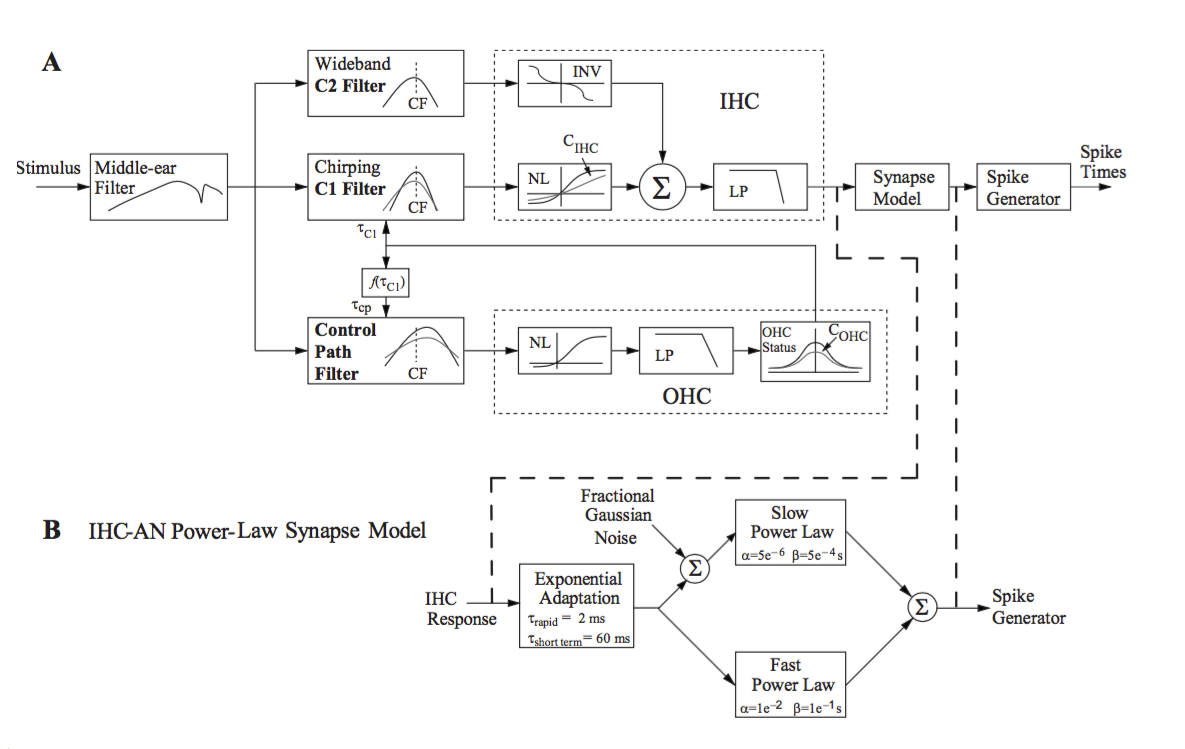 A
Wideband
C2 Filter
CF
INV
IHC
Stimulus
Middle-ear
Filter
Chirping
C1 Filter
CF
C_IHC
NL
Σ
LP
Synapse
Model
Spike
Generator
Spike
Times
τ_C1
f(τ_C1)
τ_cp
Control
Path
Filter
CF
NL
LP
OHC
Status
C_OHC
OHC
B IHC-AN Power-Law Synapse Model
Fractional
Gaussian
Noise
Σ
Slow
Power Law
α=5e⁻⁶ β=5e⁻⁴s
IHC
Response
Exponential
Adaptation
τ_rapid = 2 ms
τ_short term = 60 ms
Σ
Spike
Generator
Fast
Power Law
α=1e⁻² β=1e⁻¹s